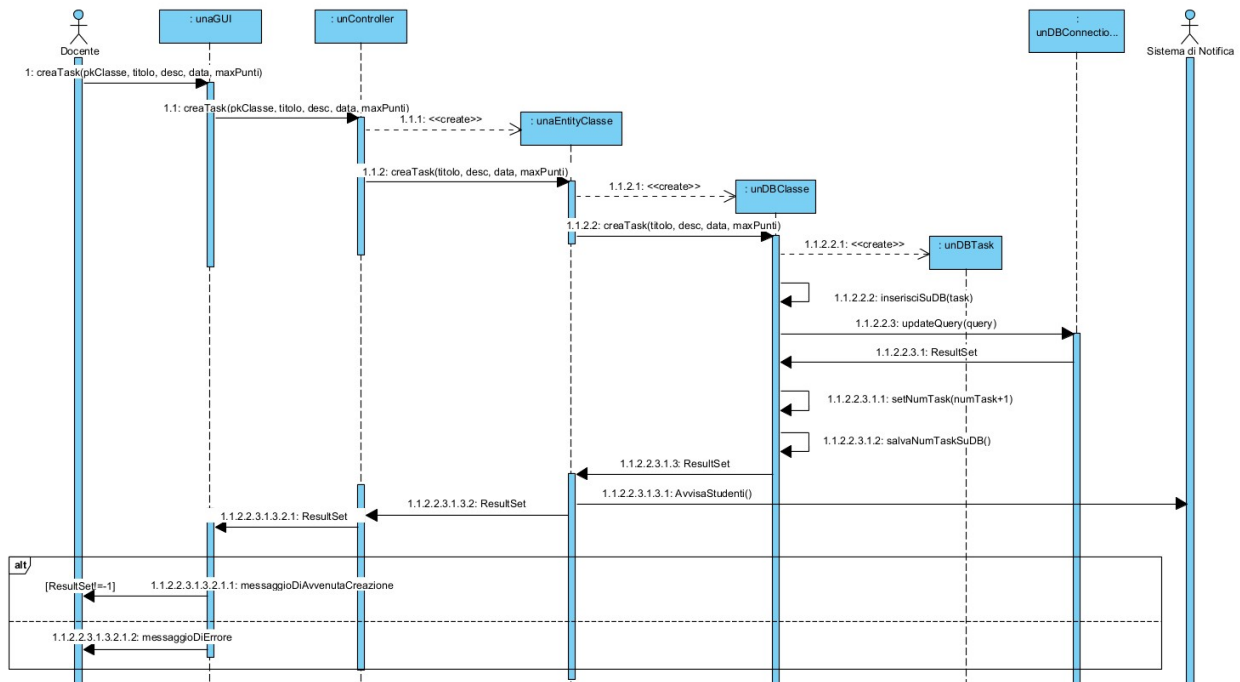 : unaGUI
: unController
:
unDBConnectio...
Docente
Sistema di Notifica
1: creaTask(pkClasse, titolo, desc, data, maxPunti)
1.1: creaTask(pkClasse, titolo, desc, data, maxPunti)
1.1.1: <<create>>
: unaEntityClasse
1.1.2: creaTask(titolo, desc, data, maxPunti)
1.1.2.1: <<create>>
: unDBClasse
1.1.2.2: creaTask(titolo, desc, data, maxPunti)
1.1.2.2.1: <<create>>
: unDBTask
1.1.2.2.2: inserisciSuDB(task)
1.1.2.2.3: updateQuery(query)
1.1.2.2.3.1: ResultSet
1.1.2.2.3.1.1: setNumTask(numTask+1)
1.1.2.2.3.1.2: salvaNumTaskSuDB()
1.1.2.2.3.1.3: ResultSet
1.1.2.2.3.1.3.1: AvvisaStudenti()
1.1.2.2.3.1.3.2: ResultSet
1.1.2.2.3.1.3.2.1: ResultSet
alt
[ResultSet!=-1]
1.1.2.2.3.1.3.2.1.1: messaggioDiAvvenutaCreazione
1.1.2.2.3.1.3.2.1.2: messaggioDiErrore